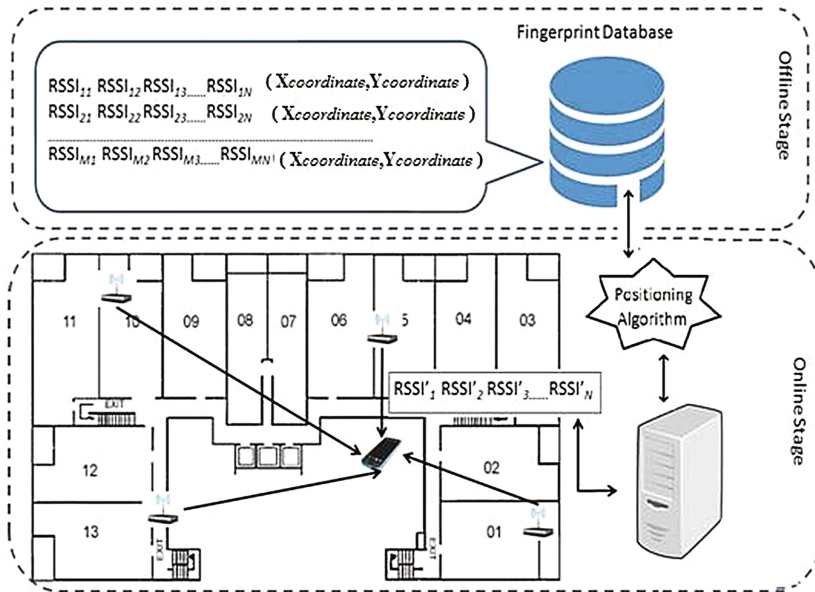 Fingerprint Database
Offline Stage
RSSI11 RSSI12 RSSI13......RSSI1N (Xcoordinate,Ycoordinate)
RSSI21 RSSI22 RSSI23......RSSI2N (Xcoordinate,Ycoordinate)
RSSIM1 RSSIM2 RSSIM3......RSSIMN (Xcoordinate,Ycoordinate)
Positioning
Algorithm
Online Stage
11 10 09 08 07 06 5 04 03
RSSI'1 RSSI'2 RSSI'3......RSSI'N
EXIT
12 02
13 01
EXIT EXIT